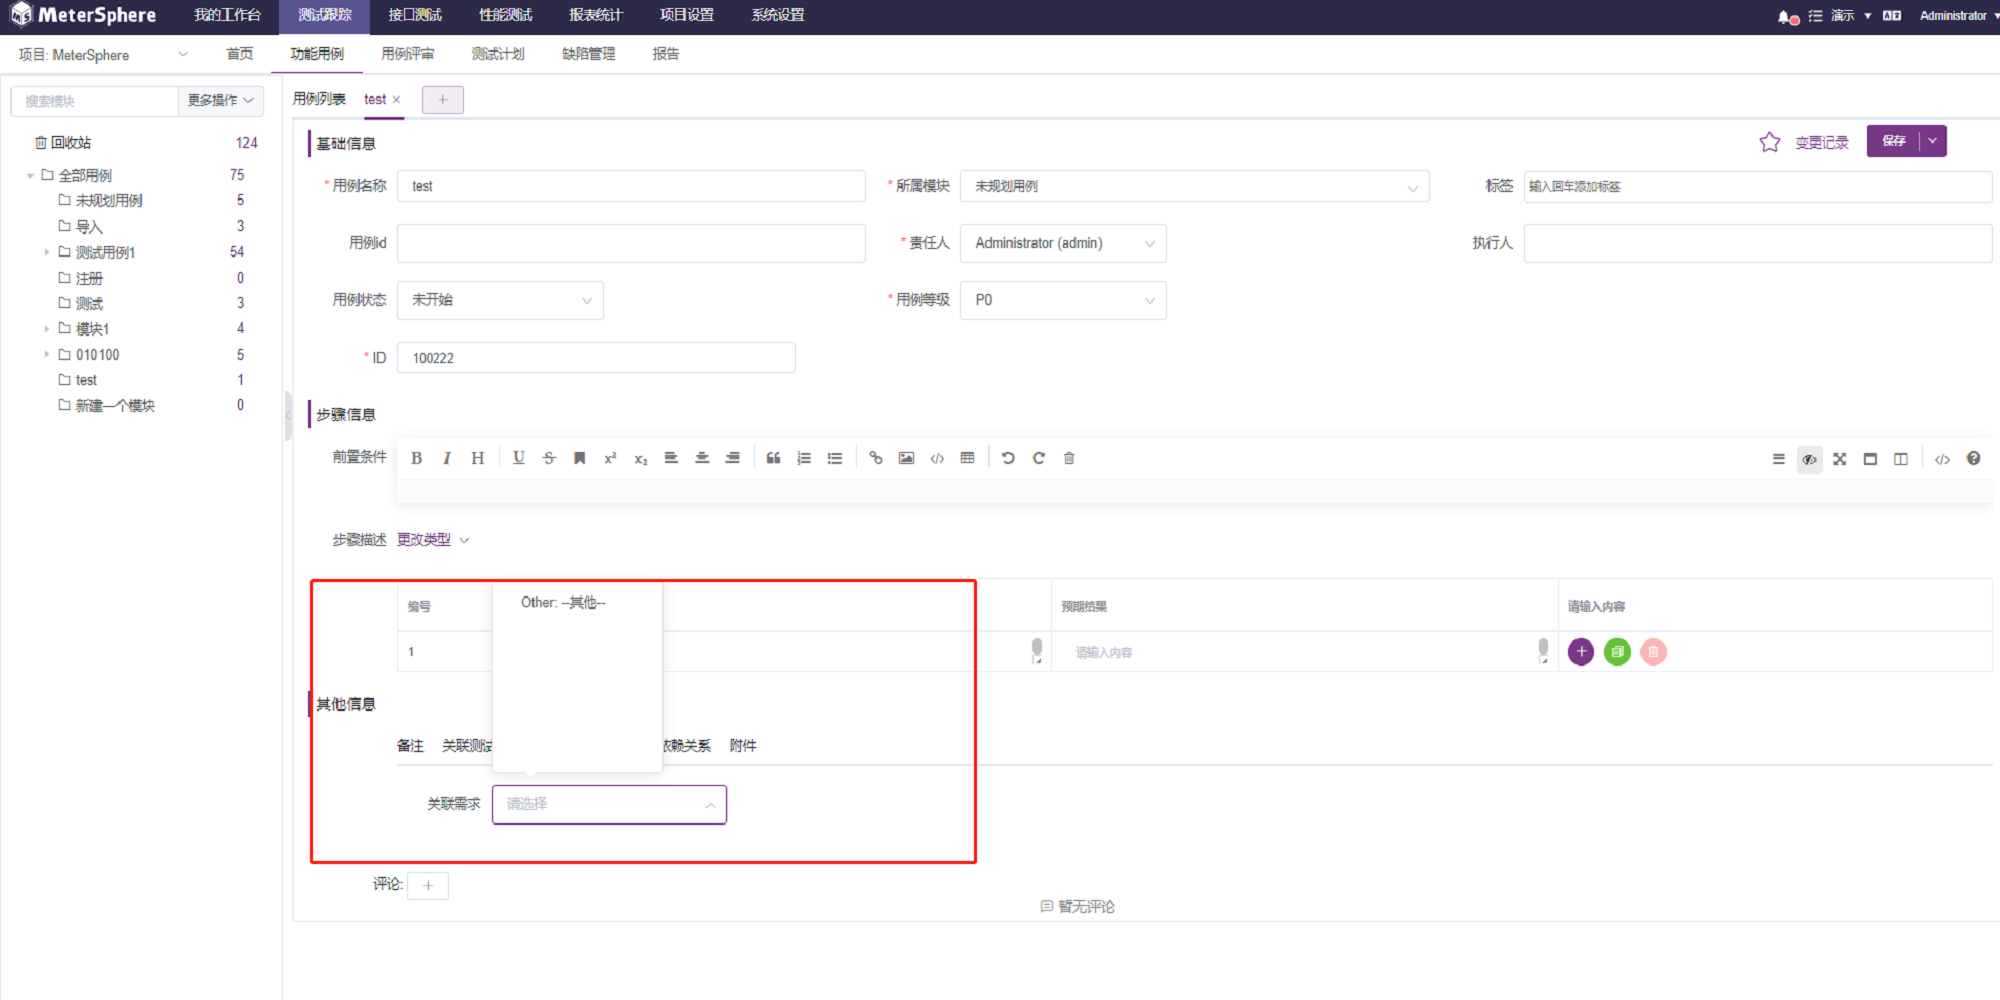 MeterSphere 我的工作台 测试跟踪 接口测试 性能测试 报表统计 项目设置 系统设置 演示 Administrator
项目: MeterSphere 首页 功能用例 用例评审 测试计划 缺陷管理 报告
搜索模块 更多操作
用例列表 test × +
回收站 124
全部用例 75
未规划用例 5
导入 3
测试用例1 54
注册 0
测试 3
模块1 4
010100 5
test 1
新建一个模块 0
基础信息
变更记录 保存
* 用例名称 test * 所属模块 未规划用例 标签 输入回车添加标签
用例id * 责任人 Administrator (admin) 执行人
用例状态 未开始 * 用例等级 P0
* ID 100222
步骤信息
前置条件 B I H U S x² x₂
步骤描述 更改类型
编号 Other: --其他-- 预期结果 请输入内容
1 请输入内容
其他信息
备注 关联测试 依赖关系 附件
关联需求 请选择
评论: +
暂无评论